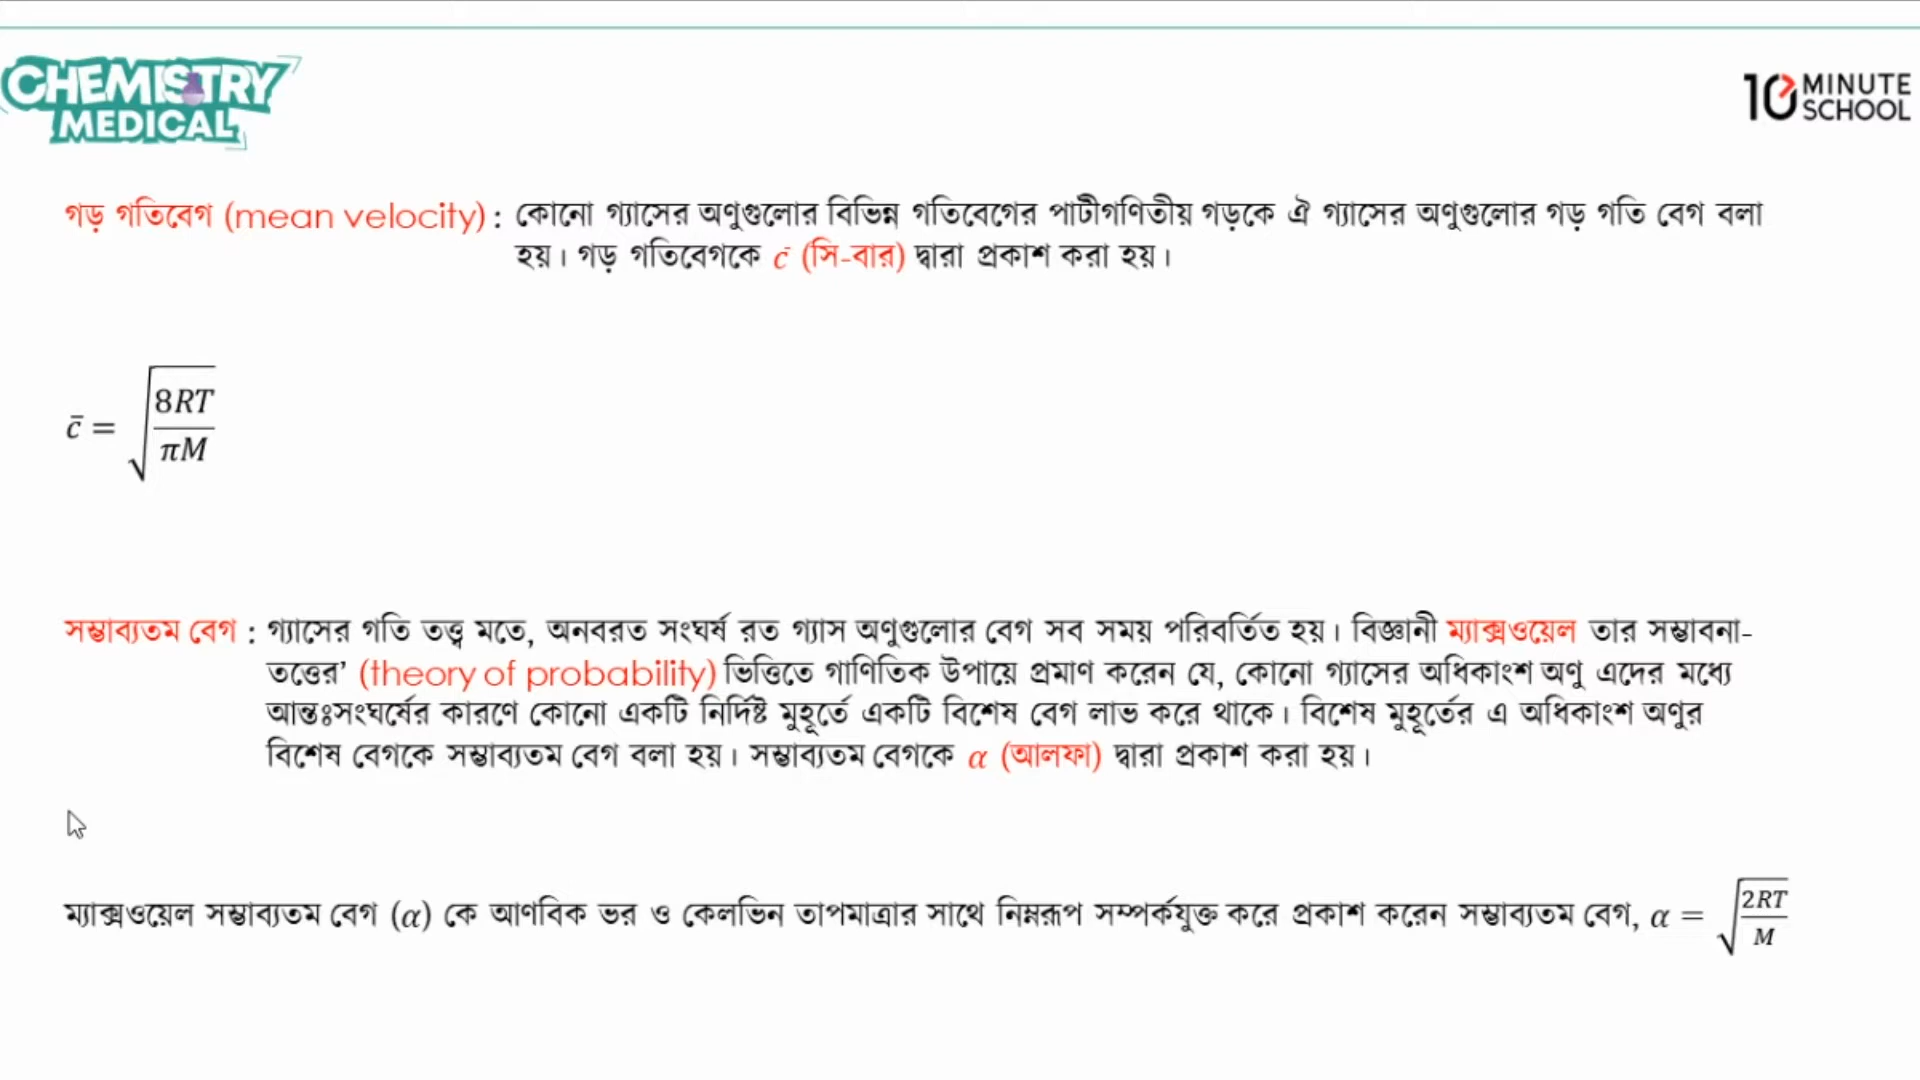 CHEMISTRY
MEDICAL
10 MINUTE
SCHOOL
গড় গতিবেগ (mean velocity) : কোনো গ্যাসের অণুগুলোর বিভিন্ন গতিবেগের পাটীগণিতীয় গড়কে ঐ গ্যাসের অণুগুলোর গড় গতি বেগ বলা
হয়। গড় গতিবেগকে c̄ (সি-বার) দ্বারা প্রকাশ করা হয়।
c̄ = √(8RT/πM)
সম্ভাব্যতম বেগ : গ্যাসের গতি তত্ত্ব মতে, অনবরত সংঘর্ষ রত গ্যাস অণুগুলোর বেগ সব সময় পরিবর্তিত হয়। বিজ্ঞানী ম্যাক্সওয়েল তার সম্ভাবনা-
তত্তের’ (theory of probability) ভিত্তিতে গাণিতিক উপায়ে প্রমাণ করেন যে, কোনো গ্যাসের অধিকাংশ অণু এদের মধ্যে
আন্তঃসংঘর্ষের কারণে কোনো একটি নির্দিষ্ট মুহূর্তে একটি বিশেষ বেগ লাভ করে থাকে। বিশেষ মুহূর্তের এ অধিকাংশ অণুর
বিশেষ বেগকে সম্ভাব্যতম বেগ বলা হয়। সম্ভাব্যতম বেগকে α (আলফা) দ্বারা প্রকাশ করা হয়।
ম্যাক্সওয়েল সম্ভাব্যতম বেগ (α) কে আণবিক ভর ও কেলভিন তাপমাত্রার সাথে নিম্নরূপ সম্পর্কযুক্ত করে প্রকাশ করেন সম্ভাব্যতম বেগ, α = √(2RT/M)